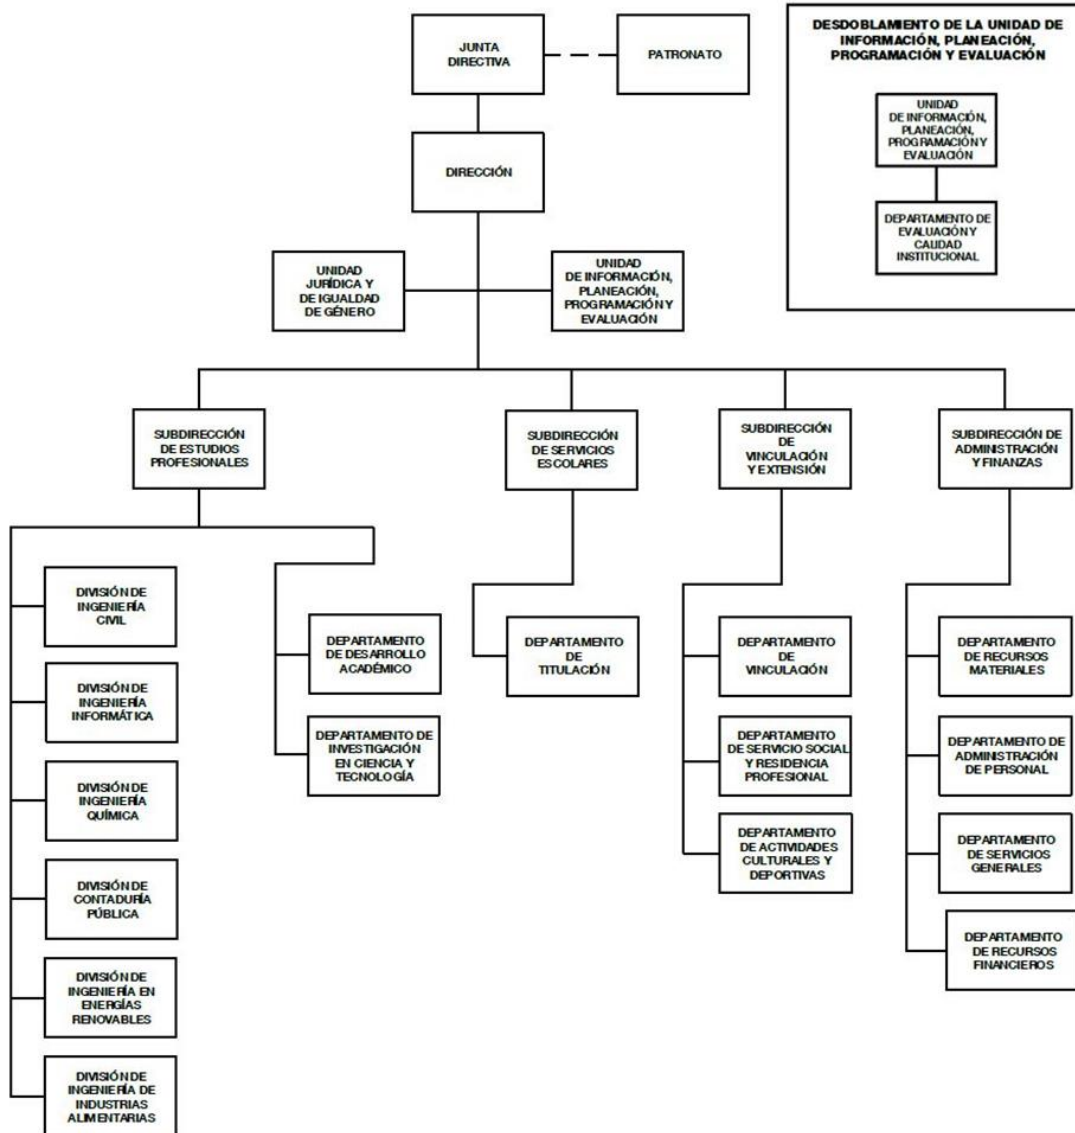 JUNTA
DIRECTIVA
PATRONATO
DESDOBLAMIENTO DE LA UNIDAD DE
INFORMACIÓN, PLANEACIÓN,
PROGRAMACIÓN Y EVALUACIÓN
UNIDAD
DE INFORMACIÓN,
PLANEACIÓN,
PROGRAMACIÓN Y
EVALUACIÓN
DEPARTAMENTO DE
EVALUACIÓN Y
CALIDAD
INSTITUCIONAL
DIRECCIÓN
UNIDAD
JURÍDICA Y
DE IGUALDAD
DE GÉNERO
UNIDAD
DE INFORMACIÓN,
PLANEACIÓN,
PROGRAMACIÓN Y
EVALUACIÓN
SUBDIRECCIÓN
DE ESTUDIOS
PROFESIONALES
SUBDIRECCIÓN
DE SERVICIOS
ESCOLARES
SUBDIRECCIÓN
DE
VINCULACIÓN
Y EXTENSIÓN
SUBDIRECCIÓN DE
ADMINISTRACIÓN
Y FINANZAS
DIVISIÓN DE
INGENIERÍA
CIVIL
DIVISIÓN DE
INGENIERÍA
INFORMÁTICA
DIVISIÓN DE
INGENIERÍA
QUÍMICA
DIVISIÓN DE
CONTADURÍA
PÚBLICA
DIVISIÓN DE
INGENIERÍA EN
ENERGÍAS
RENOVABLES
DIVISIÓN DE
INGENIERÍA DE
INDUSTRIAS
ALIMENTARIAS
DEPARTAMENTO
DE DESARROLLO
ACADÉMICO
DEPARTAMENTO DE
INVESTIGACIÓN
EN CIENCIA Y
TECNOLOGÍA
DEPARTAMENTO
DE
TITULACIÓN
DEPARTAMENTO
DE
VINCULACIÓN
DEPARTAMENTO
DE SERVICIO SOCIAL
Y RESIDENCIA
PROFESIONAL
DEPARTAMENTO
DE ACTIVIDADES
CULTURALES Y
DEPORTIVAS
DEPARTAMENTO
DE RECURSOS
MATERIALES
DEPARTAMENTO DE
ADMINISTRACIÓN
DE PERSONAL
DEPARTAMENTO
DE SERVICIOS
GENERALES
DEPARTAMENTO
DE RECURSOS
FINANCIEROS